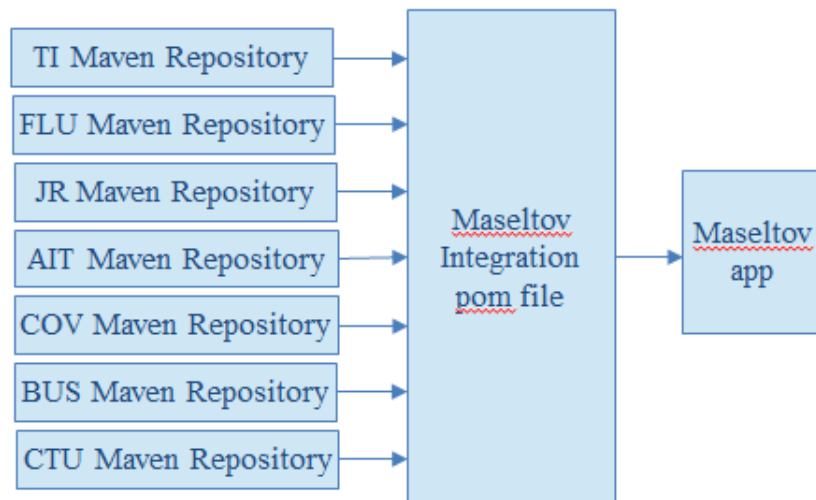 TI Maven Repository
FLU Maven Repository
JR Maven Repository
AIT Maven Repository
COV Maven Repository
BUS Maven Repository
CTU Maven Repository
Maseltov
Integration
pom file
Maseltov
app